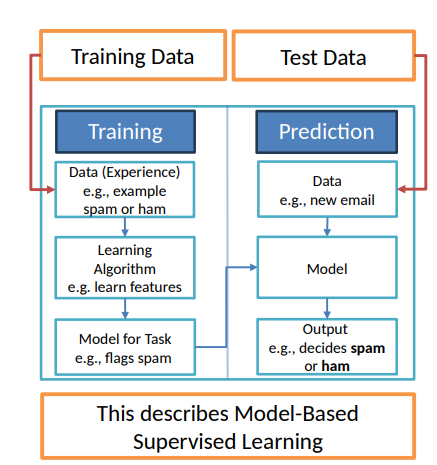 Training Data
Test Data
Training
Prediction
Data (Experience)
e.g., example
spam or ham
Data
e.g., new email
Learning
Algorithm
e.g. learn features
Model
Model for Task
e.g., flags spam
Output
e.g., decides spam
or ham
This describes Model-Based
Supervised Learning